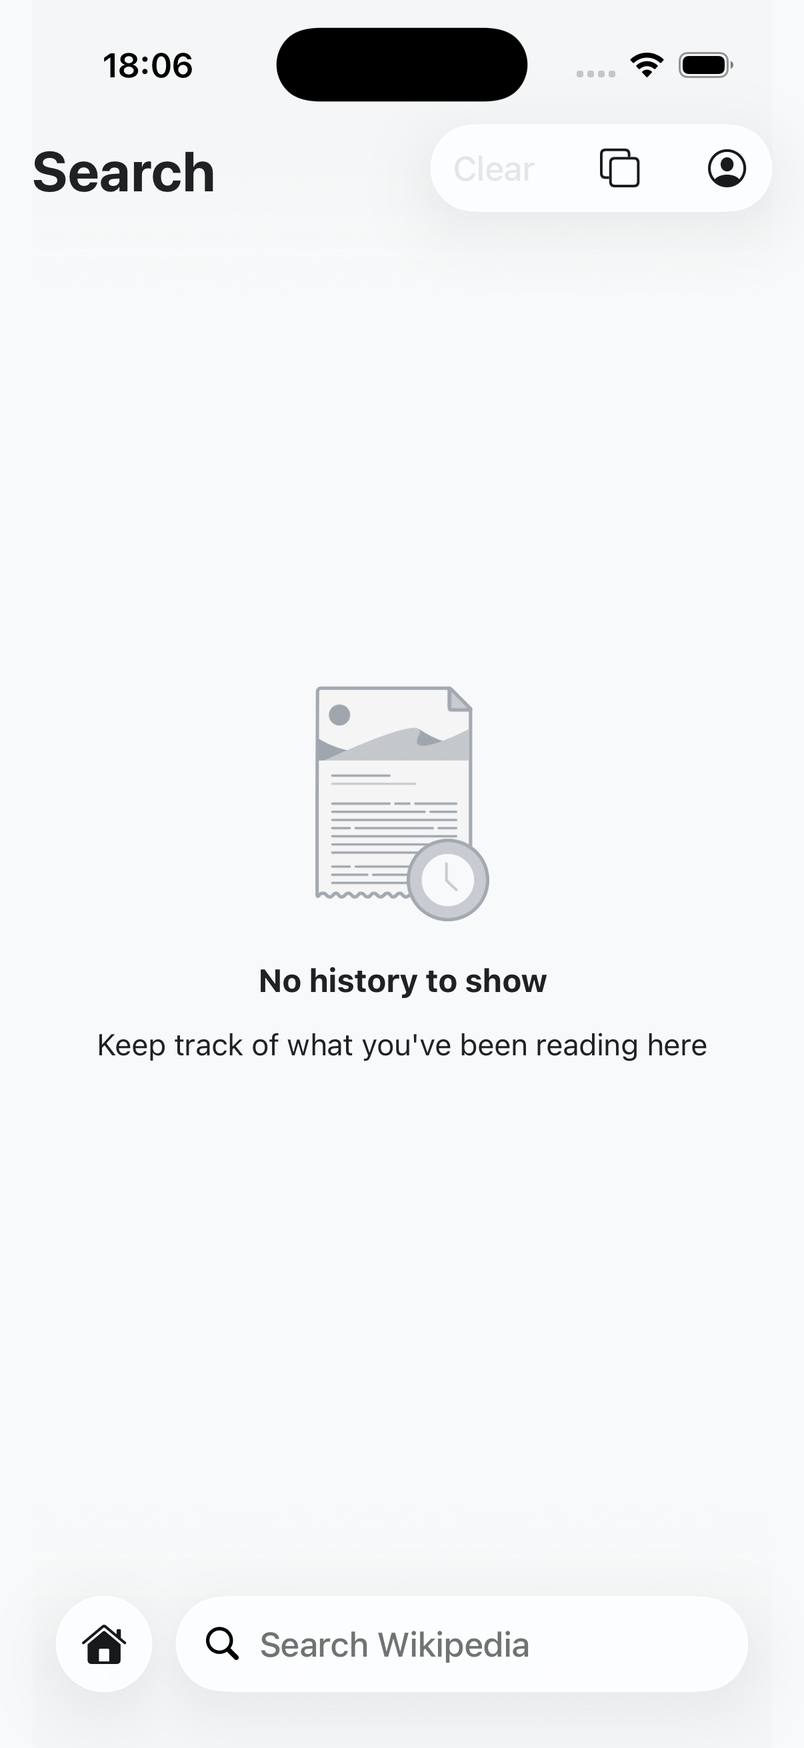 18:06
Search
Clear
No history to show
Keep track of what you've been reading here
Search Wikipedia